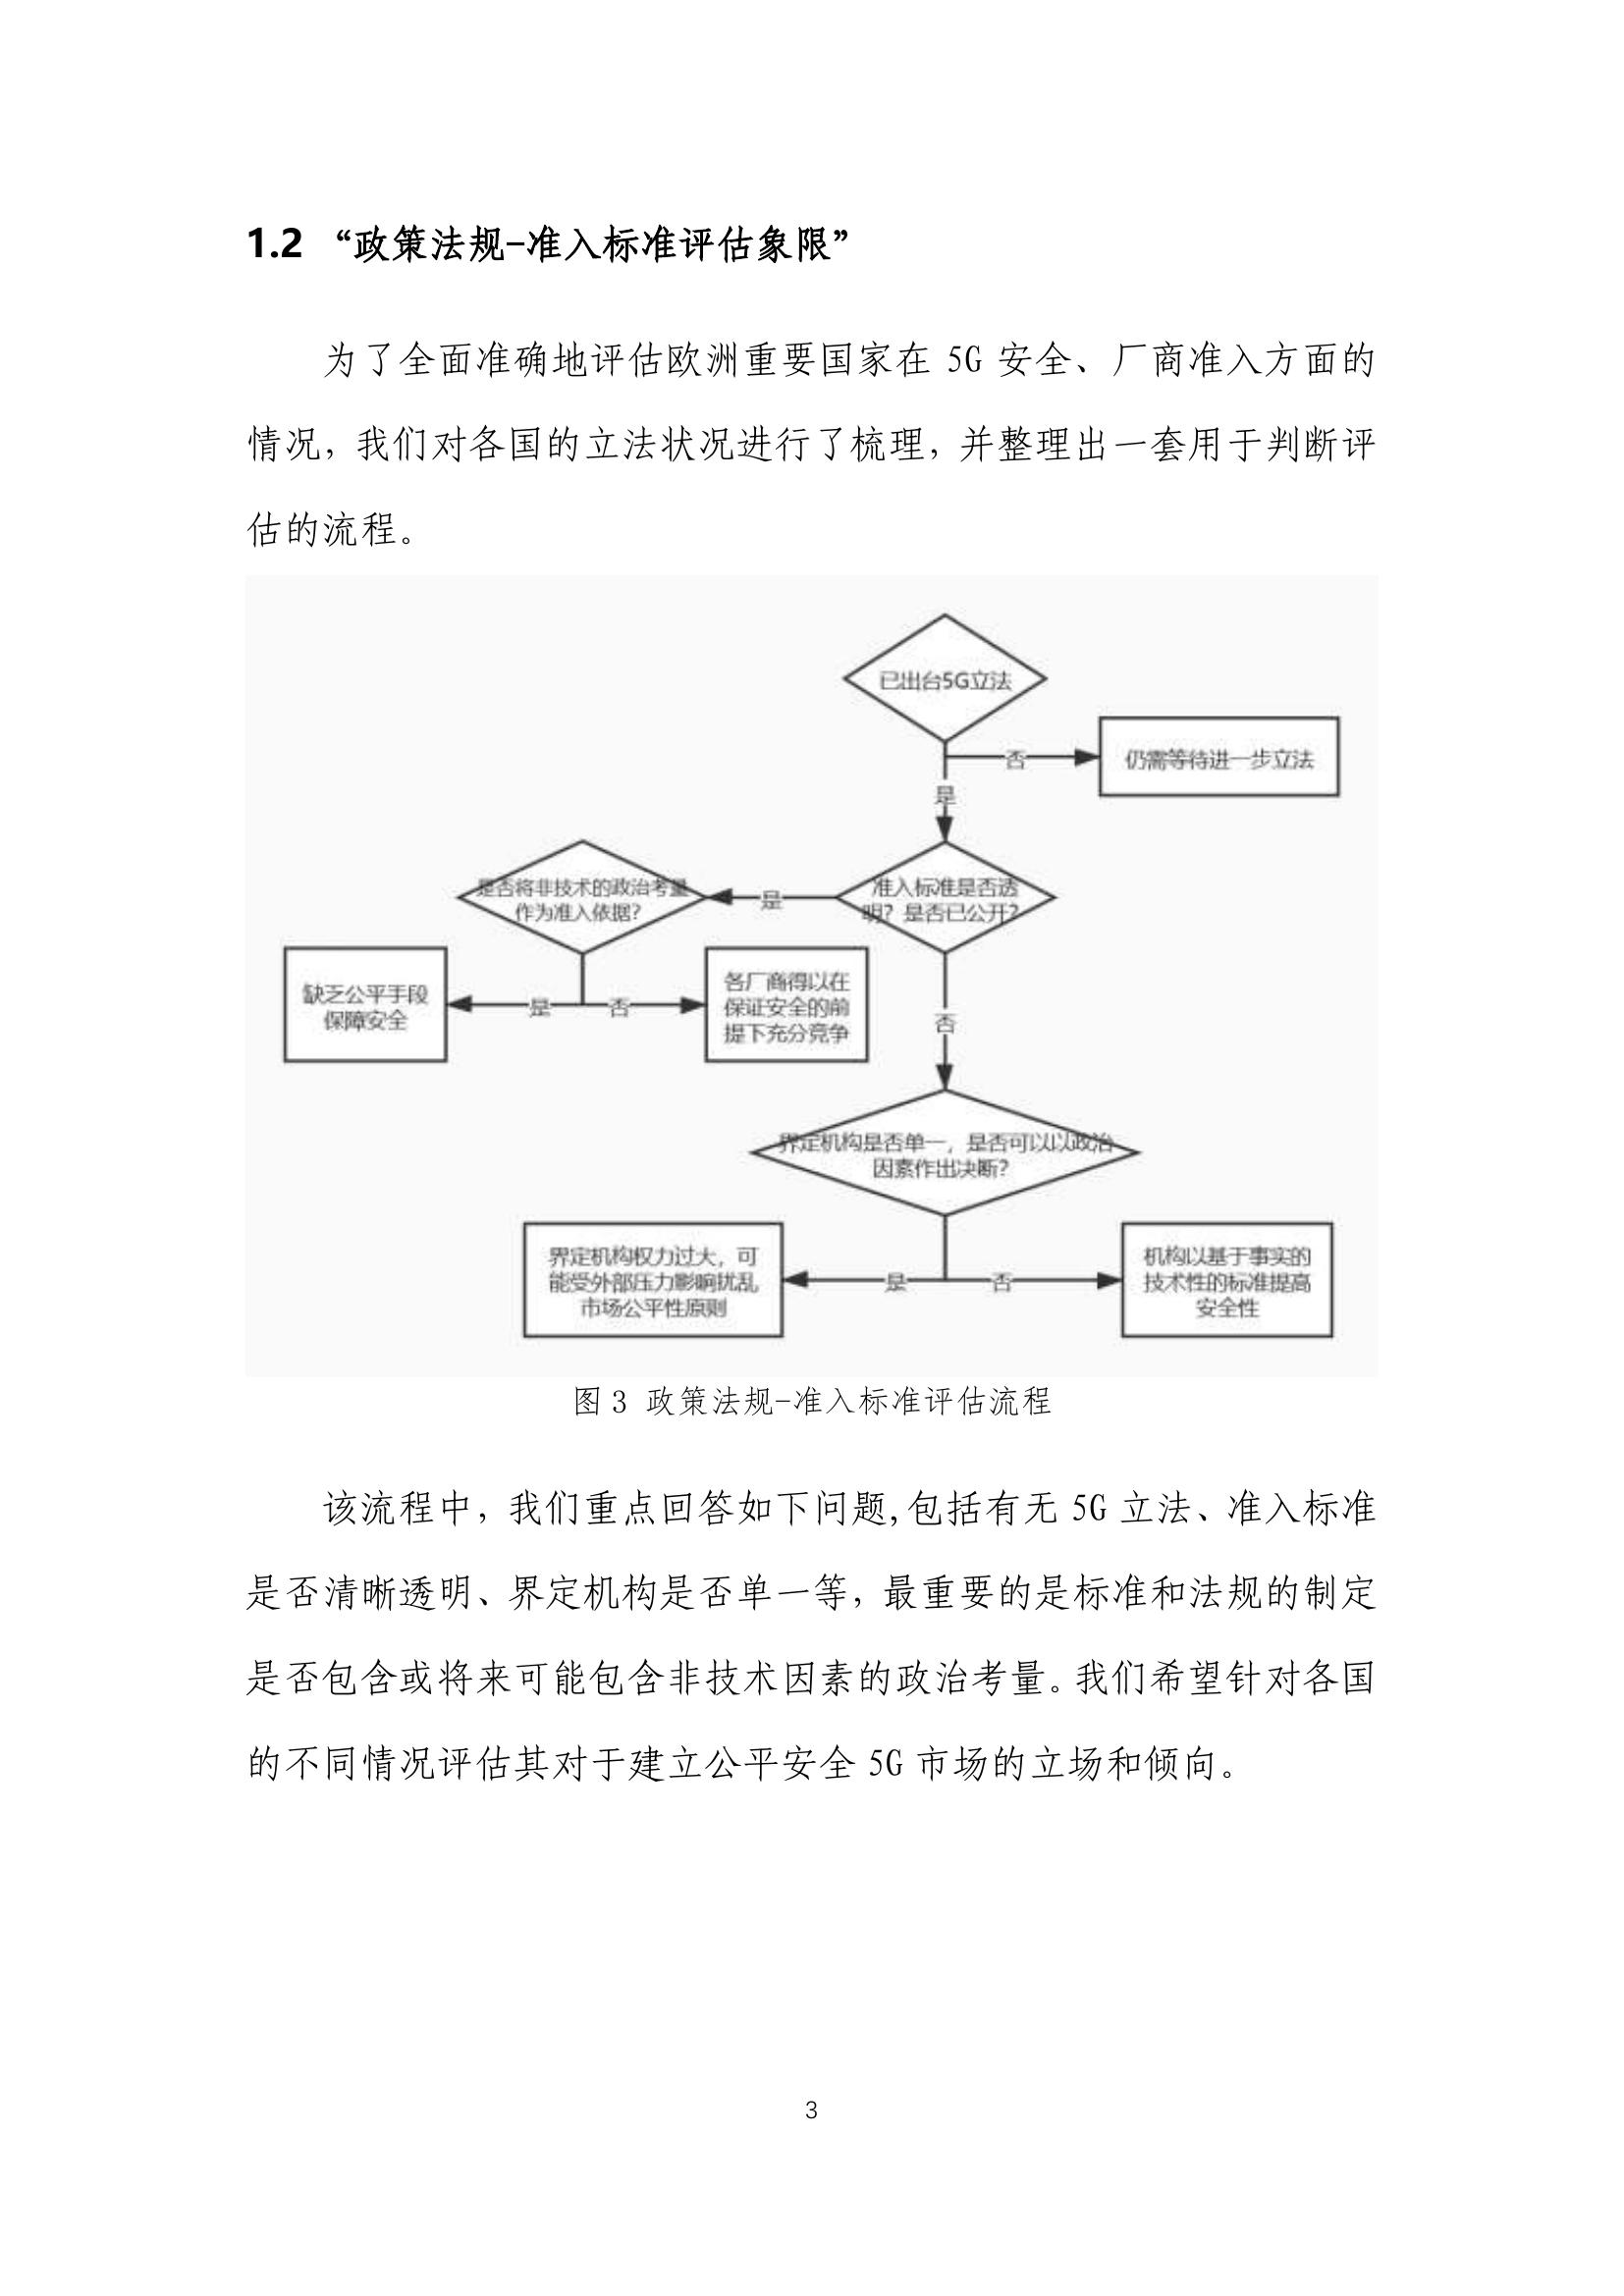 1.2 “政策法规-准入标准评估象限”
为了全面准确地评估欧洲重要国家在 5G 安全、厂商准入方面的
情况，我们对各国的立法状况进行了梳理，并整理出一套用于判断评
估的流程。
已出台5G立法
否
仍需等待进一步立法
是
是否将非技术的政治考量
作为准入依据？
是
准入标准是否透
明？是否已公开？
缺乏公平手段
保障安全
是
否
各厂商得以在
保证安全的前
提下充分竞争
否
界定机构是否单一，是否可以以政治
因素作出决断？
界定机构权力过大，可
能受外部压力影响扰乱
市场公平性原则
是
否
机构以基于事实的
技术性的标准提高
安全性
图 3 政策法规-准入标准评估流程
该流程中，我们重点回答如下问题,包括有无 5G 立法、准入标准
是否清晰透明、界定机构是否单一等，最重要的是标准和法规的制定
是否包含或将来可能包含非技术因素的政治考量。我们希望针对各国
的不同情况评估其对于建立公平安全 5G 市场的立场和倾向。
3